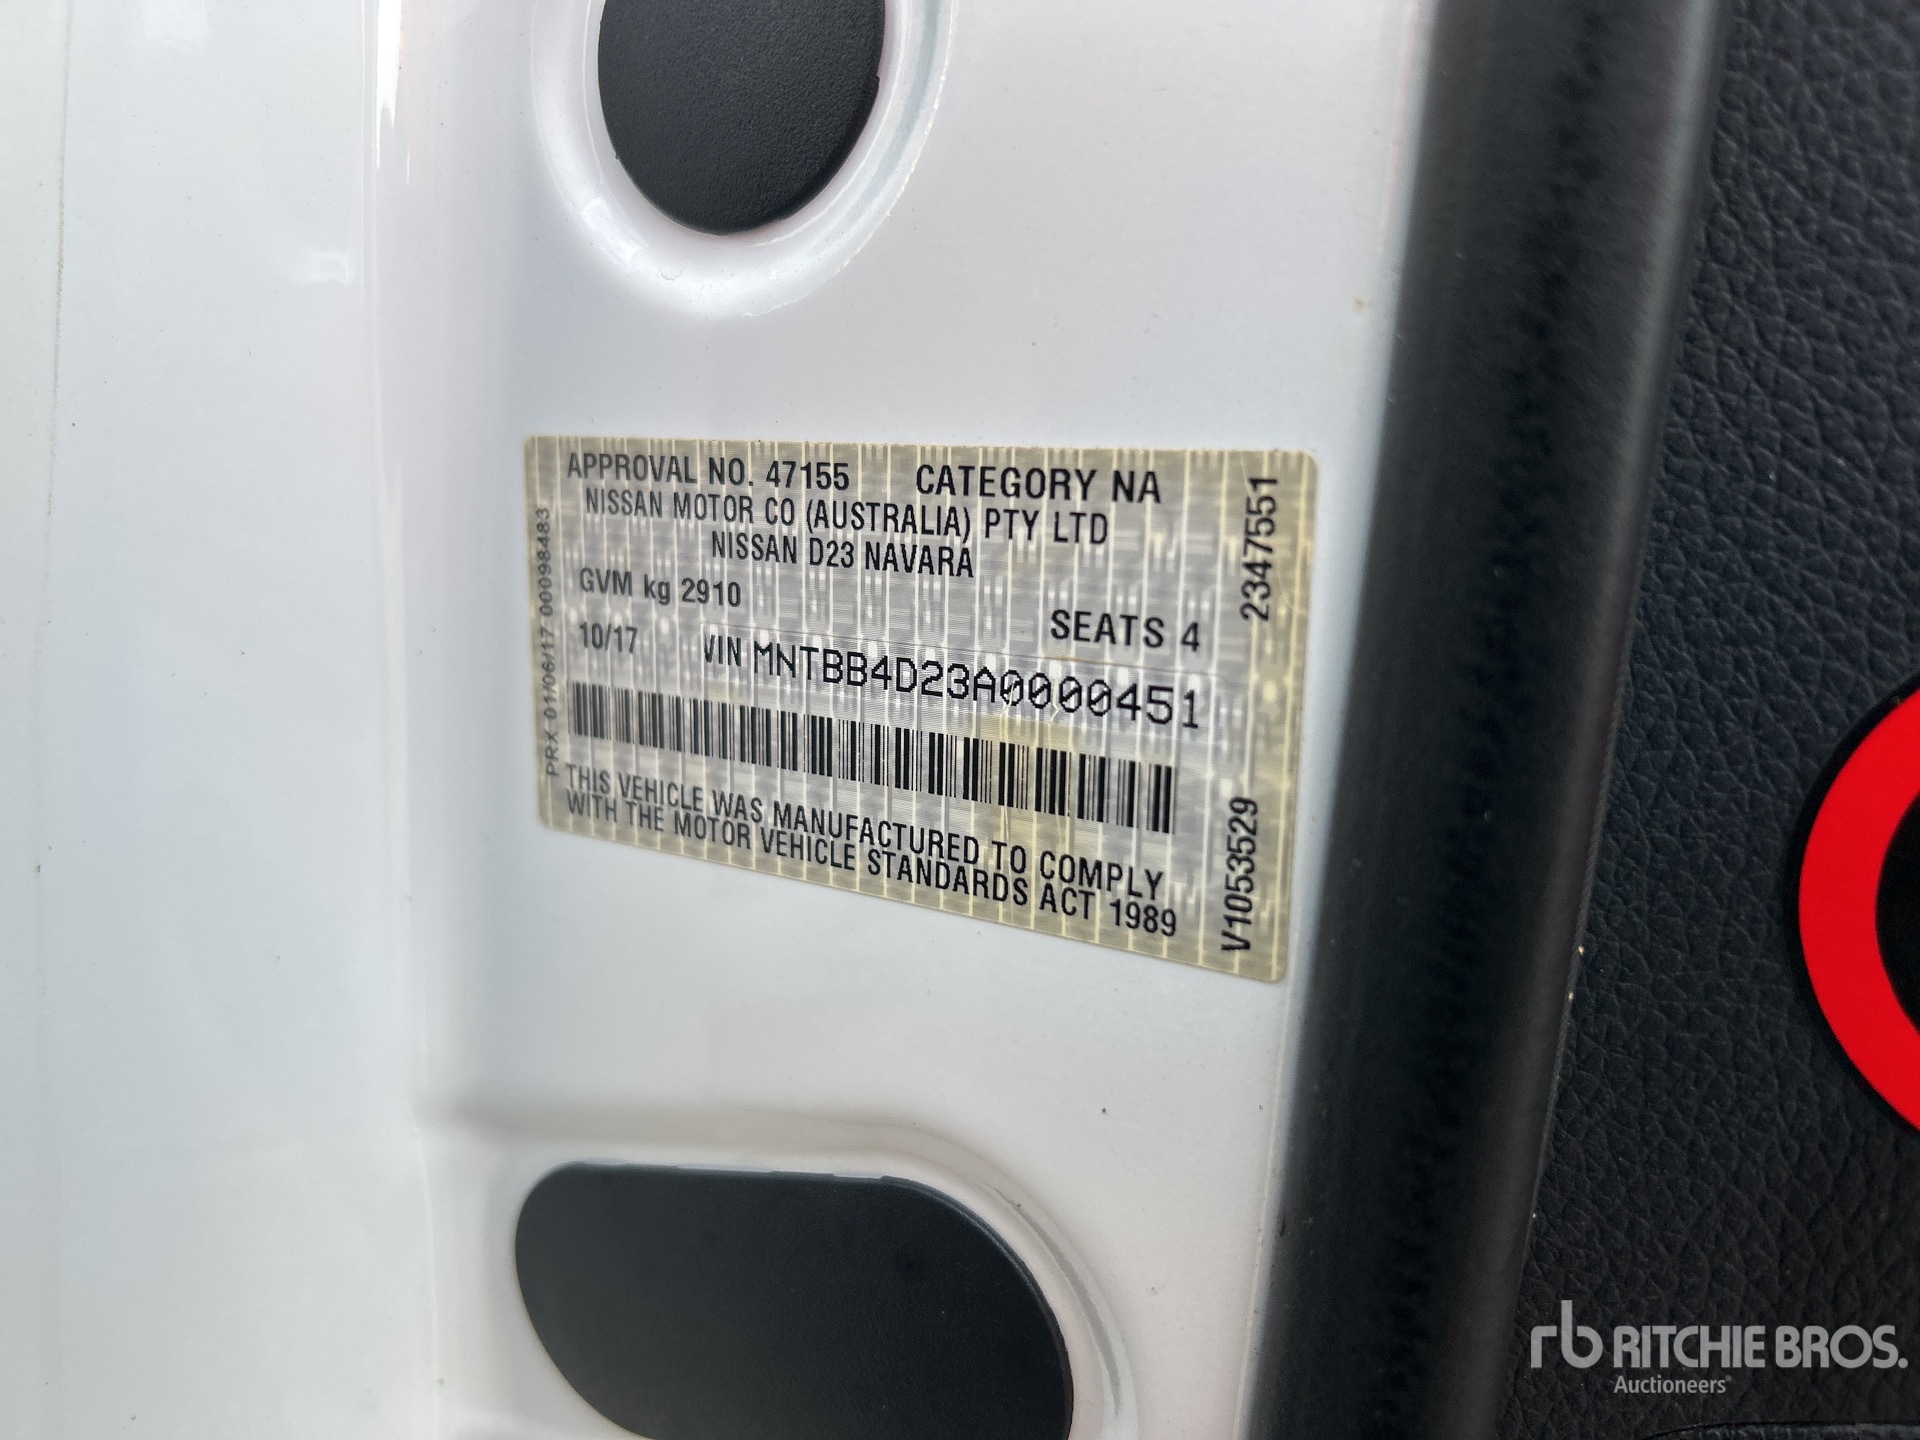 APPROVAL NO. 47155 CATEGORY NA
NISSAN MOTOR CO (AUSTRALIA) PTY LTD
NISSAN D23 NAVARA
GVM kg 2910
SEATS 4
10/17 VIN MNTBB4D23A0000451
THIS VEHICLE WAS MANUFACTURED TO COMPLY
WITH THE MOTOR VEHICLE STANDARDS ACT 1989
PRX 01/06/17 00098483
2347551
V1053529
rb RITCHIE BROS.
Auctioneers